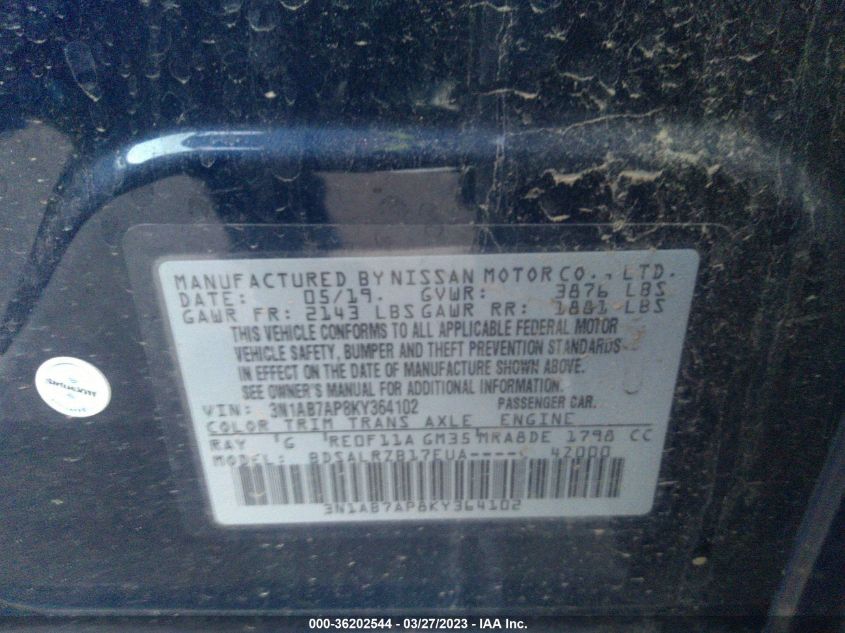 MANUFACTURED BY NISSAN MOTOR CO., LTD.
DATE: 05/19. GVWR: 3876 LBS
GAWR FR: 2143 LBS GAWR RR: 1881 LBS
THIS VEHICLE CONFORMS TO ALL APPLICABLE FEDERAL MOTOR
VEHICLE SAFETY, BUMPER AND THEFT PREVENTION STANDARDS
IN EFFECT ON THE DATE OF MANUFACTURE SHOWN ABOVE.
SEE OWNER'S MANUAL FOR ADDITIONAL INFORMATION.
VIN: 3N1AB7AP8KY364102 PASSENGER CAR.
COLOR TRIM TRANS AXLE ENGINE
RAY G RE0F11A GM35 MRA8DE 1798 CC
MODEL: BDSALRZB17EUA---- 42000
3N1AB7AP8KY364102
SiriusXM
000-36202544 - 03/27/2023 - IAA Inc.